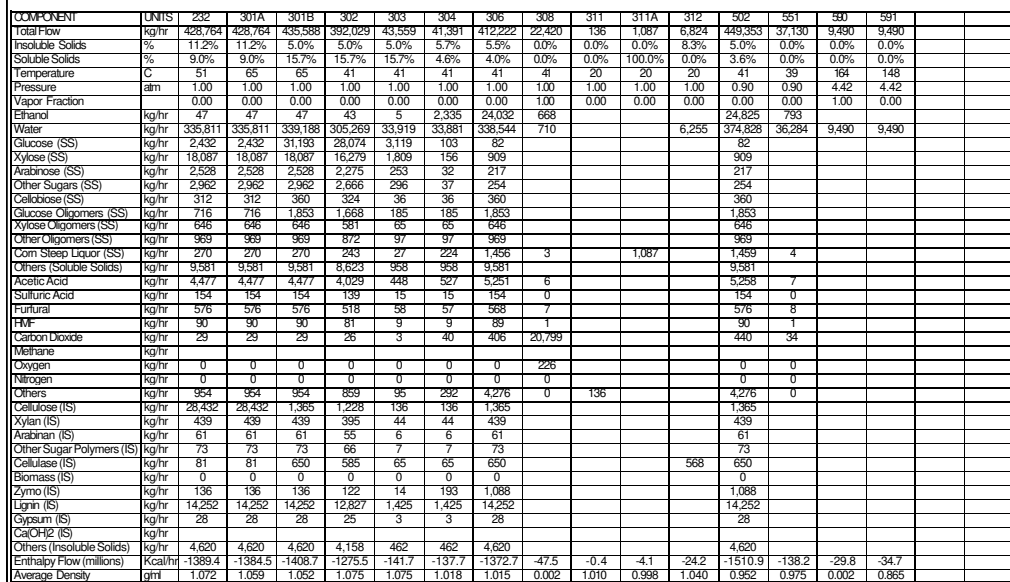 COMPONENT UNITS 232 301A 301B 302 303 304 306 308 311 311A 312 502 551 590 591
Total Flow kg/hr 428,764 428,764 435,588 392,029 43,559 41,391 412,222 22,420 136 1,087 6,824 449,353 37,130 9,490 9,490
Insoluble Solids % 11.2% 11.2% 5.0% 5.0% 5.0% 5.7% 5.5% 0.0% 0.0% 0.0% 8.3% 5.0% 0.0% 0.0% 0.0%
Soluble Solids % 9.0% 9.0% 15.7% 15.7% 15.7% 4.6% 4.0% 0.0% 0.0% 100.0% 0.0% 3.6% 0.0% 0.0% 0.0%
Temperature C 51 65 65 41 41 41 41 41 20 20 20 41 39 164 148
Pressure atm 1.00 1.00 1.00 1.00 1.00 1.00 1.00 1.00 1.00 1.00 1.00 0.90 0.90 4.42 4.42
Vapor Fraction 0.00 0.00 0.00 0.00 0.00 0.00 0.00 1.00 0.00 0.00 0.00 0.00 0.00 1.00 0.00
Ethanol kg/hr 47 47 47 43 5 2,335 24,032 668 24,825 793
Water kg/hr 335,811 335,811 339,188 305,269 33,919 33,881 338,544 710 6,255 374,828 36,284 9,490 9,490
Glucose (SS) kg/hr 2,432 2,432 31,193 28,074 3,119 103 82 82
Xylose (SS) kg/hr 18,087 18,087 18,087 16,279 1,809 156 909 909
Arabinose (SS) kg/hr 2,528 2,528 2,528 2,275 253 32 217 217
Other Sugars (SS) kg/hr 2,962 2,962 2,962 2,666 296 37 254 254
Cellobiose (SS) kg/hr 312 312 360 324 36 36 360 360
Glucose Oligomers (SS) kg/hr 716 716 1,853 1,668 185 185 1,853 1,853
Xylose Oligomers (SS) kg/hr 646 646 646 581 65 65 646 646
Other Oligomers (SS) kg/hr 969 969 969 872 97 97 969 969
Corn Steep Liquor (SS) kg/hr 270 270 270 243 27 224 1,456 3 1,087 1,459 4
Others (Soluble Solids) kg/hr 9,581 9,581 9,581 8,623 958 958 9,581 9,581
Acetic Acid kg/hr 4,477 4,477 4,477 4,029 448 527 5,251 6 5,258 7
Sulfuric Acid kg/hr 154 154 154 139 15 15 154 0 154 0
Furfural kg/hr 576 576 576 518 58 57 568 7 576 8
HMF kg/hr 90 90 90 81 9 9 89 1 90 1
Carbon Dioxide kg/hr 29 29 29 26 3 40 406 20,799 440 34
Methane kg/hr
Oxygen kg/hr 0 0 0 0 0 0 0 226 0 0
Nitrogen kg/hr 0 0 0 0 0 0 0 0 0 0
Others kg/hr 954 954 954 859 95 292 4,276 0 136 4,276 0
Cellulose (IS) kg/hr 28,432 28,432 1,365 1,228 136 136 1,365 1,365
Xylan (IS) kg/hr 439 439 439 395 44 44 439 439
Arabinan (IS) kg/hr 61 61 61 55 6 6 61 61
Other Sugar Polymers (IS) kg/hr 73 73 73 66 7 7 73 73
Cellulase (IS) kg/hr 81 81 650 585 65 65 650 568 650
Biomass (IS) kg/hr 0 0 0 0 0 0 0 0
Zymo (IS) kg/hr 136 136 136 122 14 193 1,088 1,088
Lignin (IS) kg/hr 14,252 14,252 14,252 12,827 1,425 1,425 14,252 14,252
Gypsum (IS) kg/hr 28 28 28 25 3 3 28 28
Ca(OH)2 (IS) kg/hr
Others (Insoluble Solids) kg/hr 4,620 4,620 4,620 4,158 462 462 4,620 4,620
Enthalpy Flow (millions) Kcal/hr -1389.4 -1384.5 -1408.7 -1275.5 -141.7 -137.7 -1372.7 -47.5 -0.4 -4.1 -24.2 -1510.9 -138.2 -29.8 -34.7
Average Density g/ml 1.072 1.059 1.052 1.075 1.075 1.018 1.015 0.002 1.010 0.998 1.040 0.952 0.975 0.002 0.865